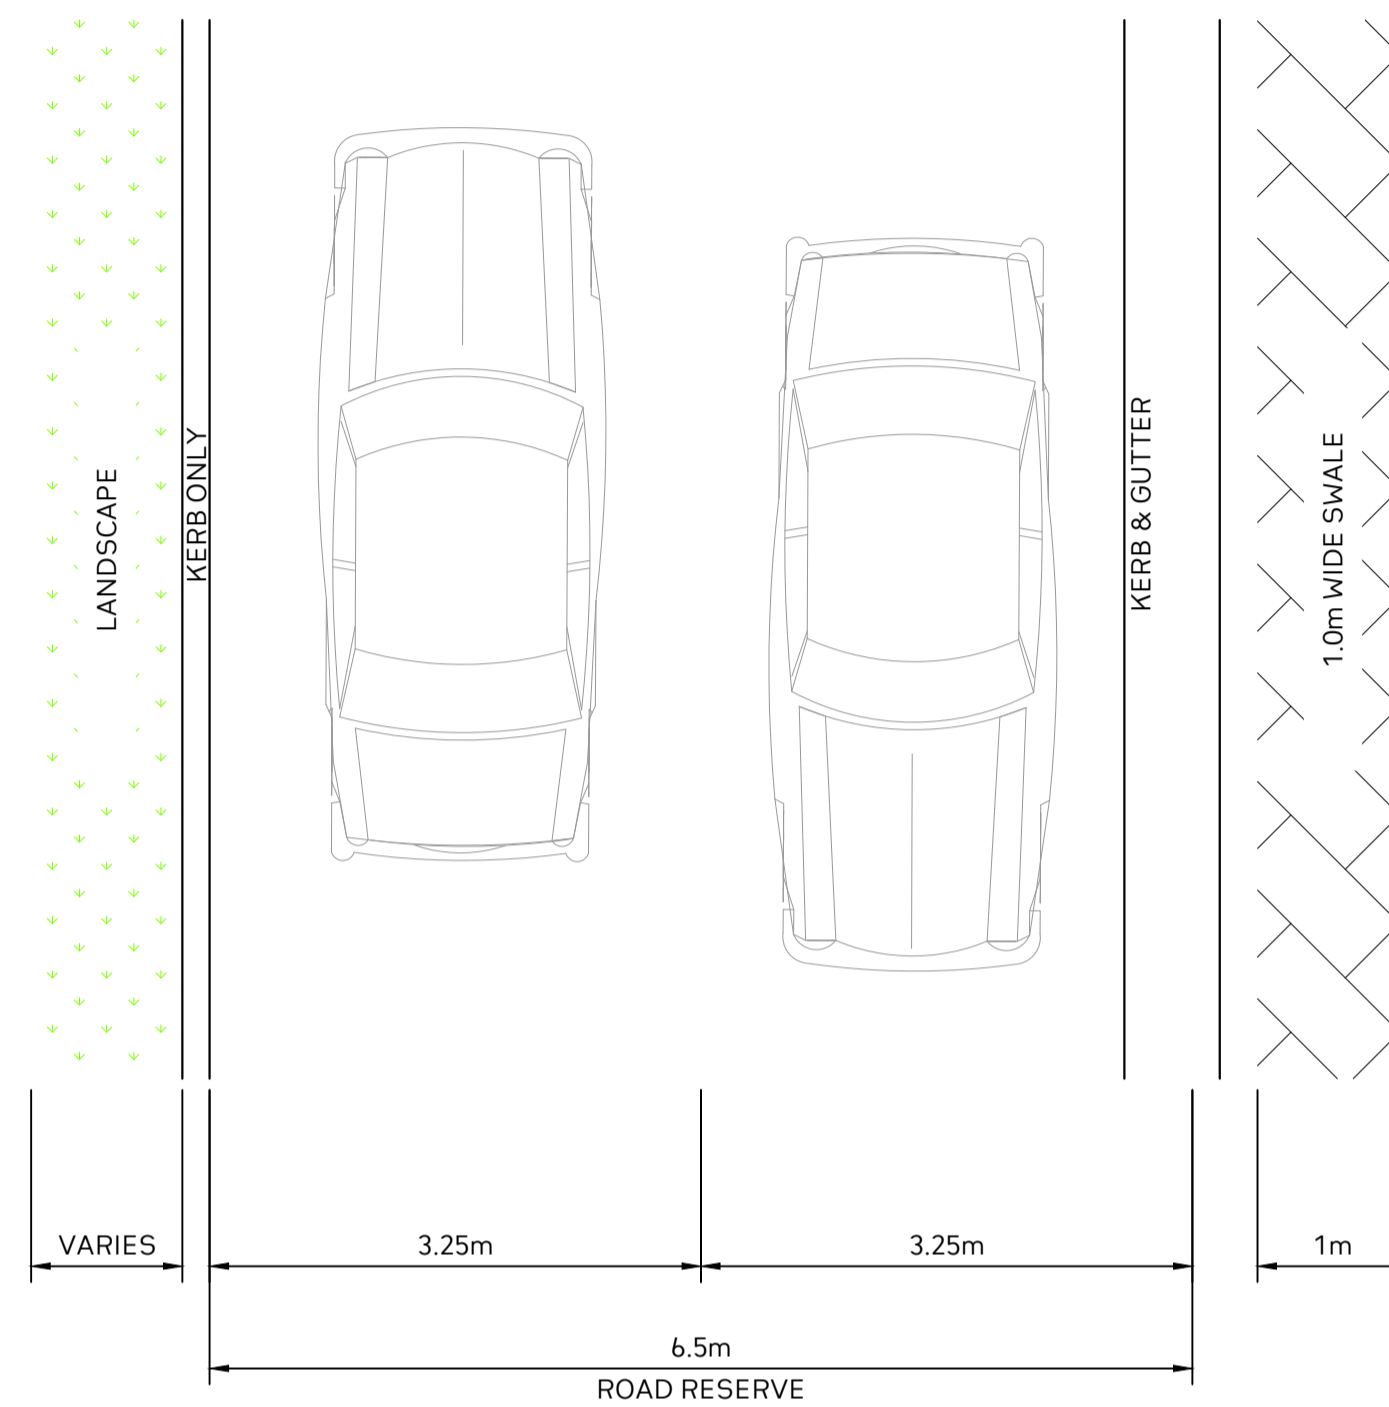 LANDSCAPE
KERB ONLY
KERB & GUTTER
1.0m WIDE SWALE
VARIES
3.25m
3.25m
1m
6.5m
ROAD RESERVE